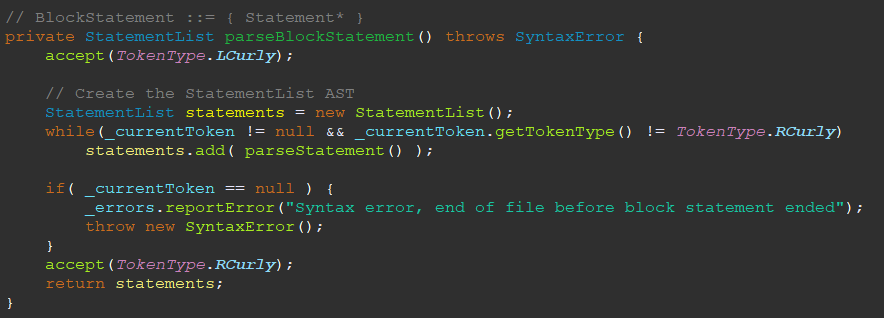 // BlockStatement ::= { Statement* }
private StatementList parseBlockStatement() throws SyntaxError {
    accept(TokenType.LCurly);

    // Create the StatementList AST
    StatementList statements = new StatementList();
    while(_currentToken != null && _currentToken.getTokenType() != TokenType.RCurly)
        statements.add( parseStatement() );

    if( _currentToken == null ) {
        _errors.reportError("Syntax error, end of file before block statement ended");
        throw new SyntaxError();
    }
    accept(TokenType.RCurly);
    return statements;
}